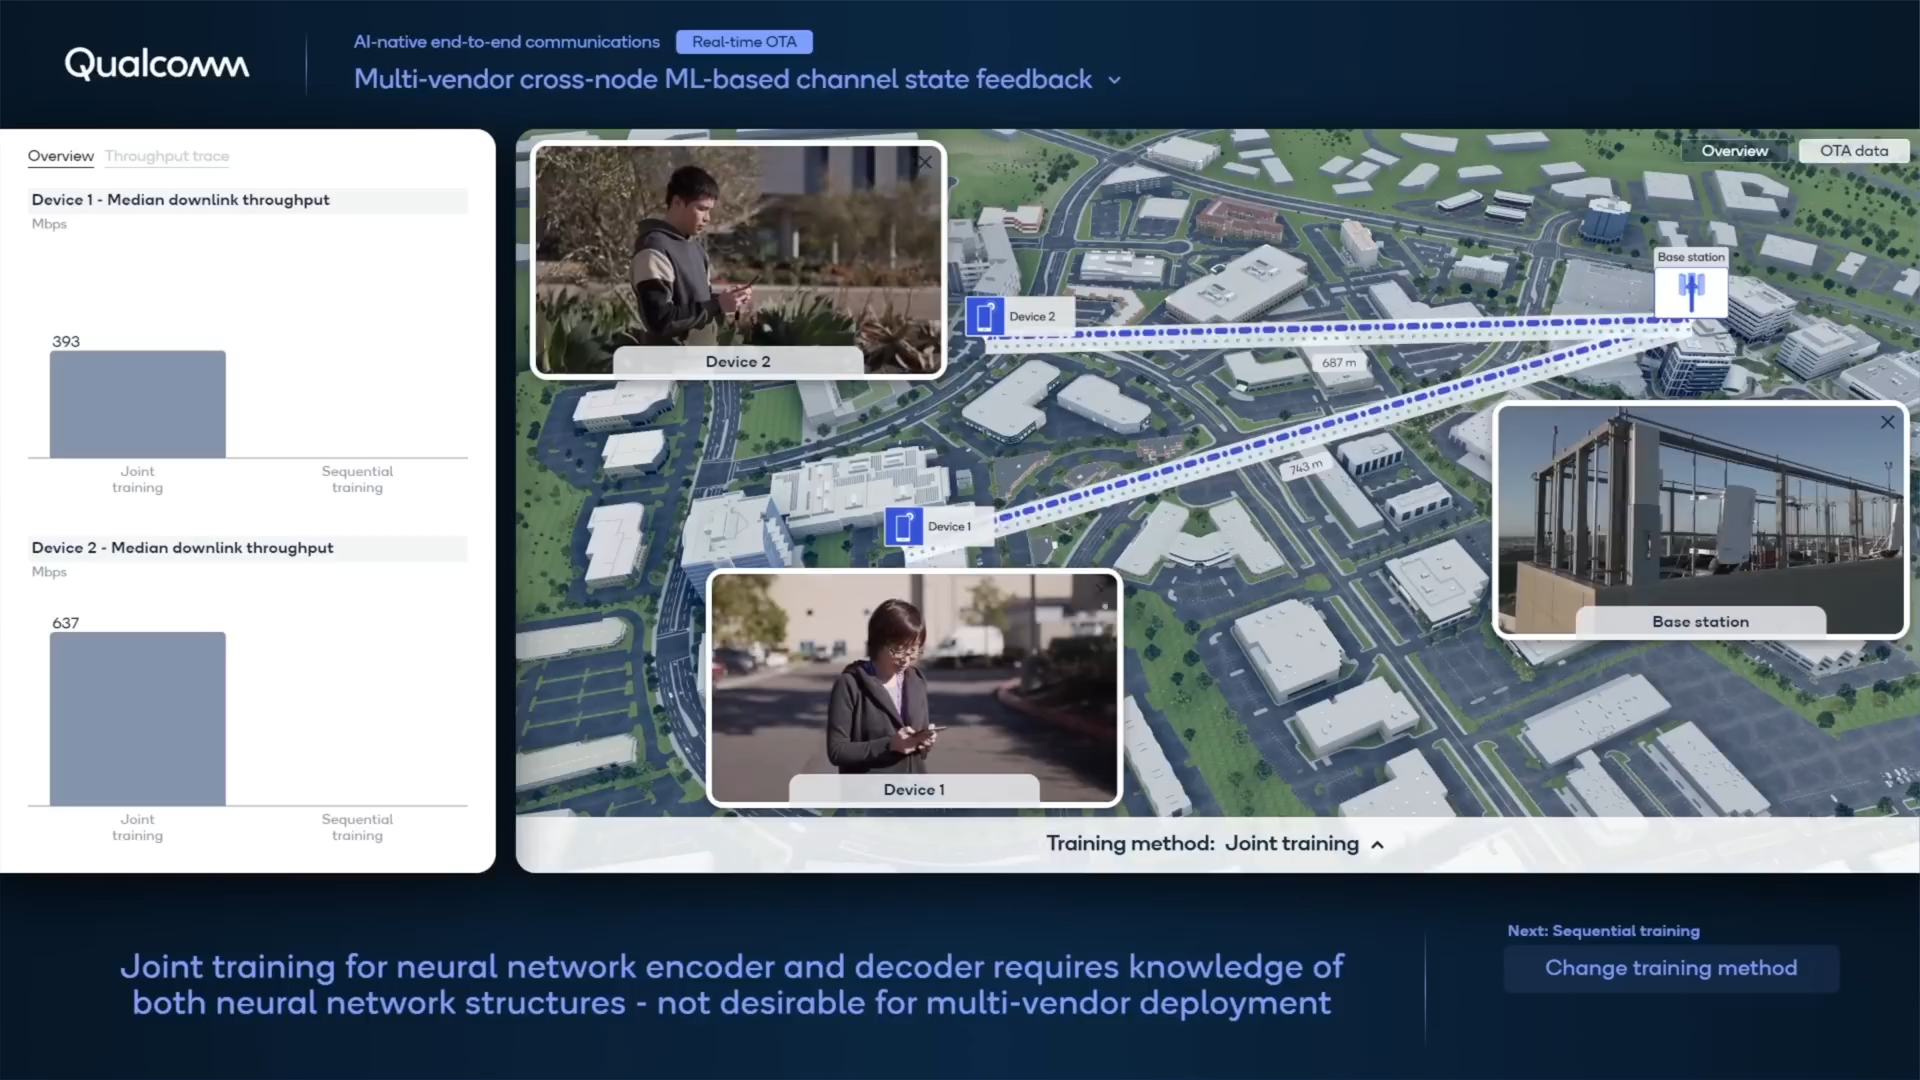 Qualcomm
AI-native end-to-end communications
Real-time OTA
Multi-vendor cross-node ML-based channel state feedback
Overview
Throughput trace
Device 1 - Median downlink throughput
Mbps
393
Joint
training
Sequential
training
Device 2 - Median downlink throughput
Mbps
637
Joint
training
Sequential
training
Overview
OTA data
Device 2
Device 2
Base station
687 m
743 m
Device 1
Base station
Device 1
Training method: Joint training
Joint training for neural network encoder and decoder requires knowledge of
both neural network structures - not desirable for multi-vendor deployment
Next: Sequential training
Change training method